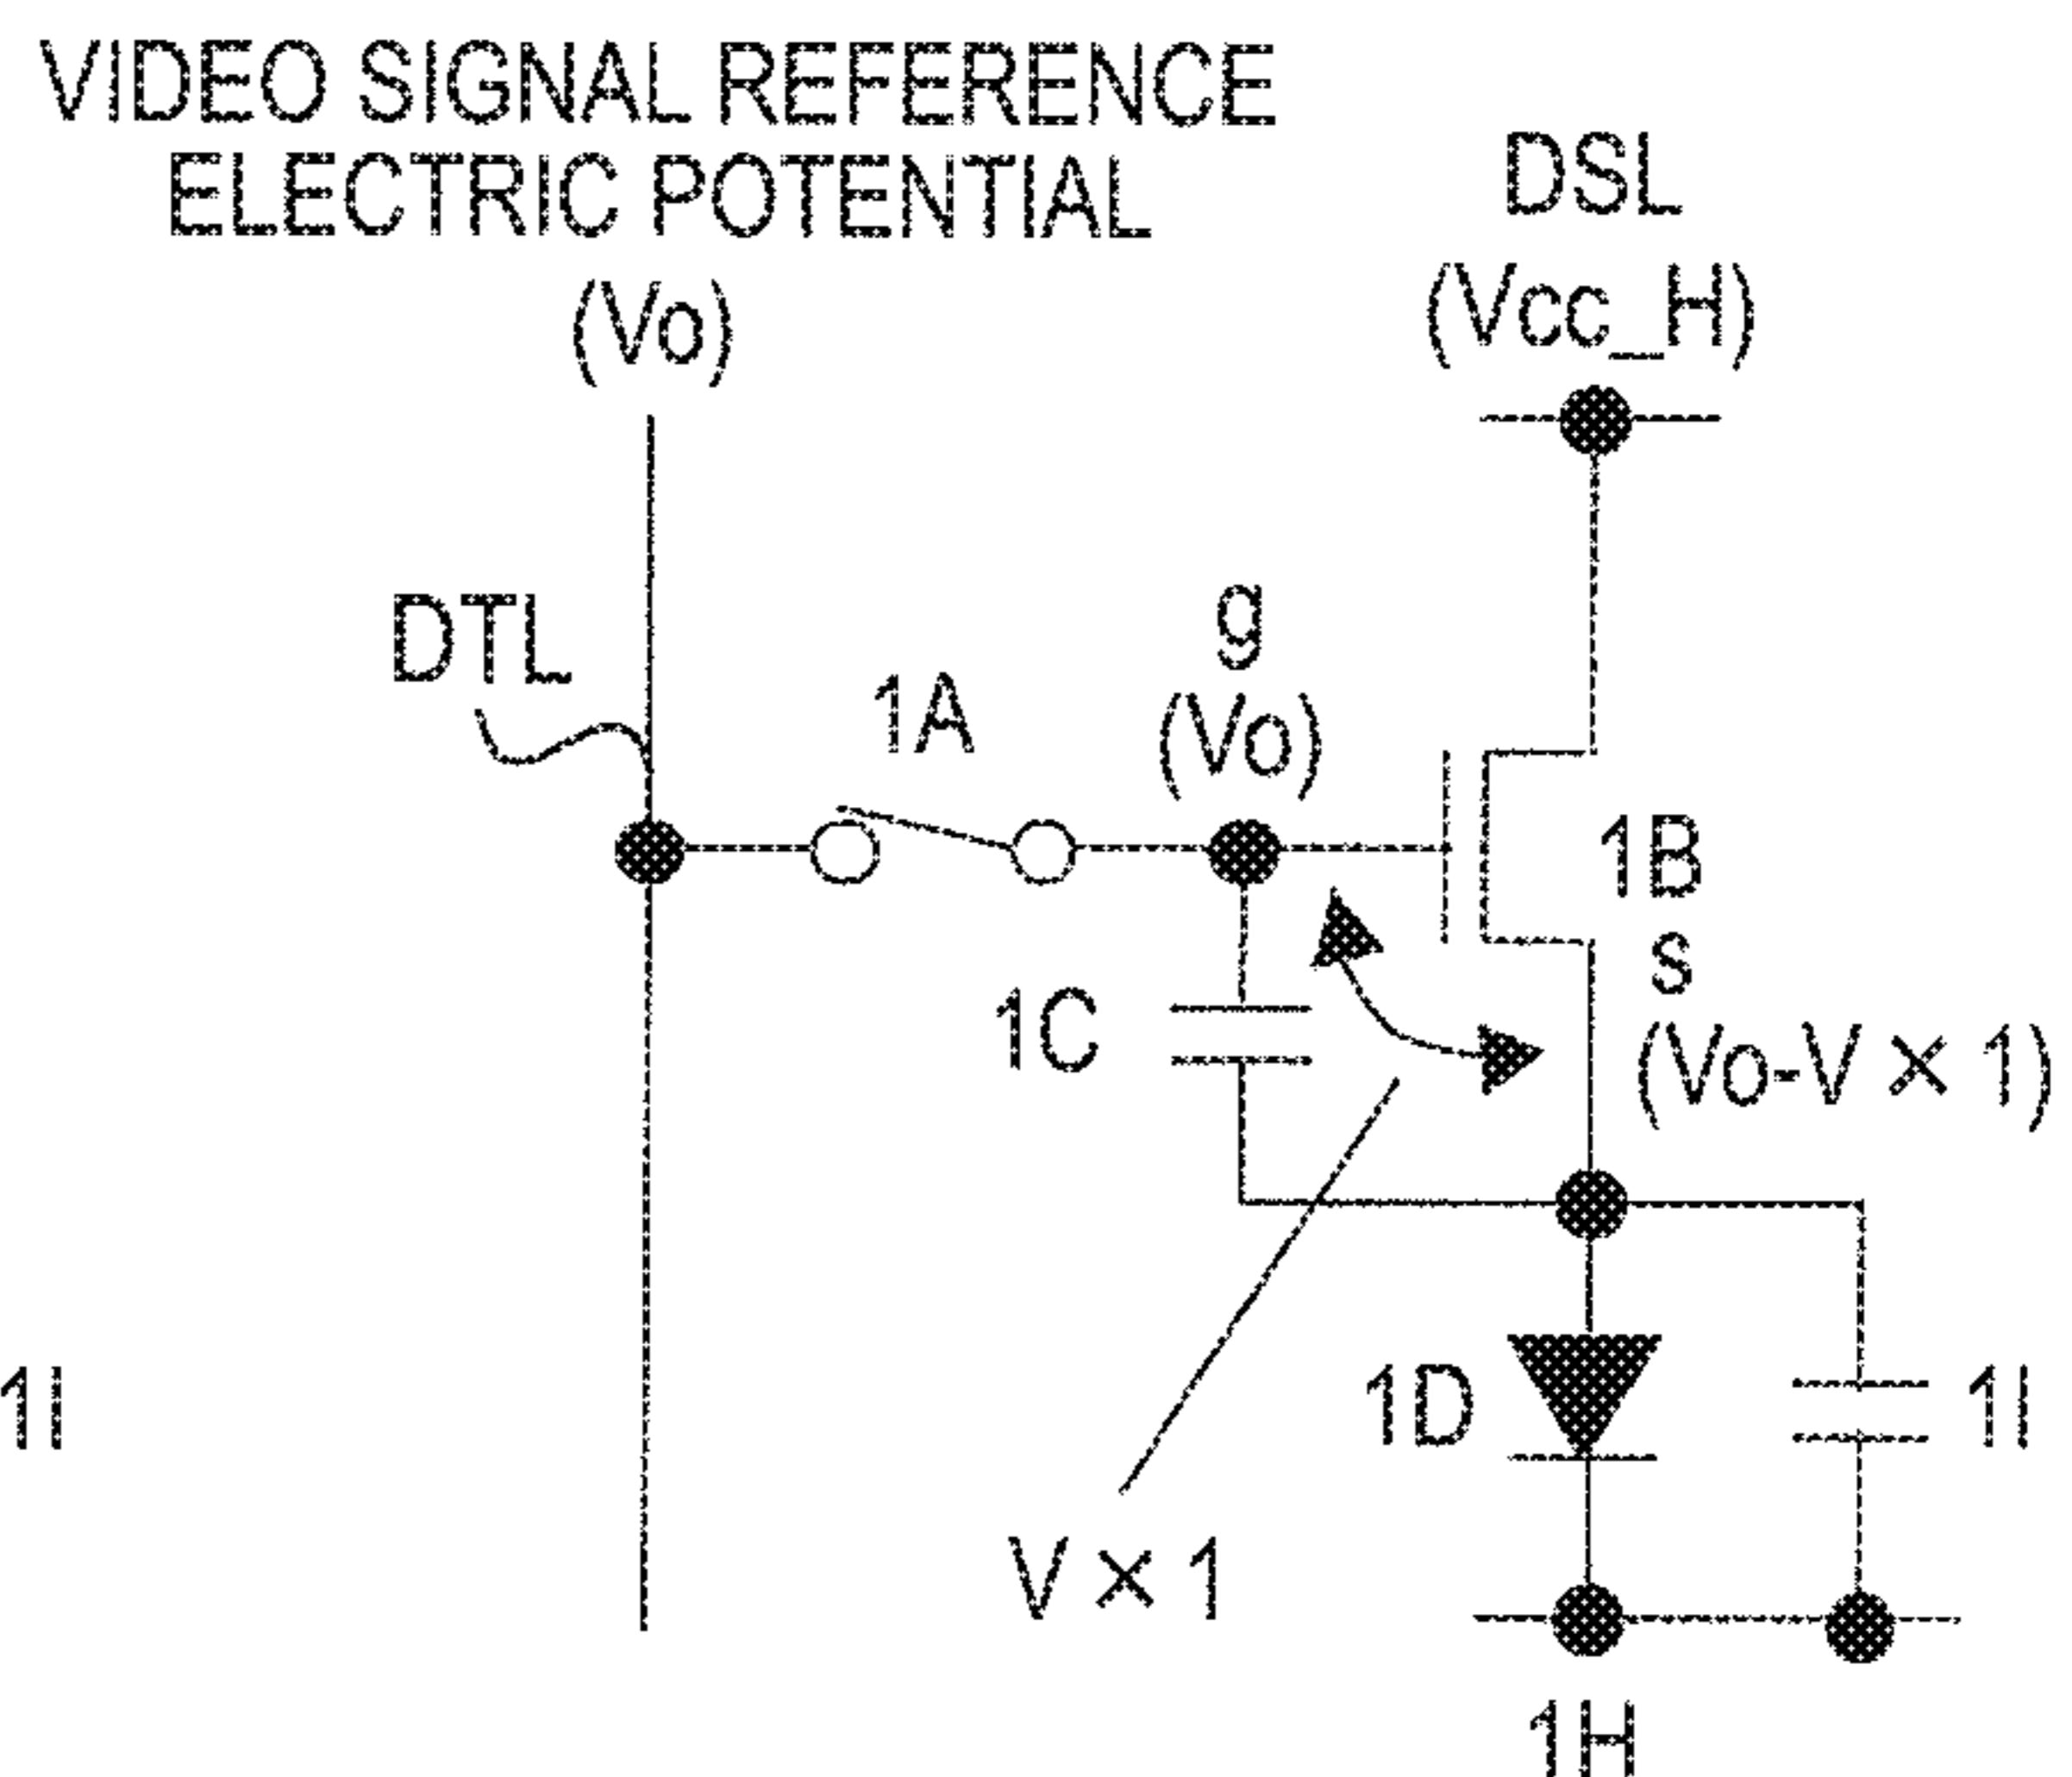 VIDEO SIGNAL REFERENCE
ELECTRIC POTENTIAL
(Vo)
DSL
(Vcc_H)
DTL
1A
g
(Vo)
1B
s
(Vo-V × 1)
1C
1I
1D
1I
V × 1
1H